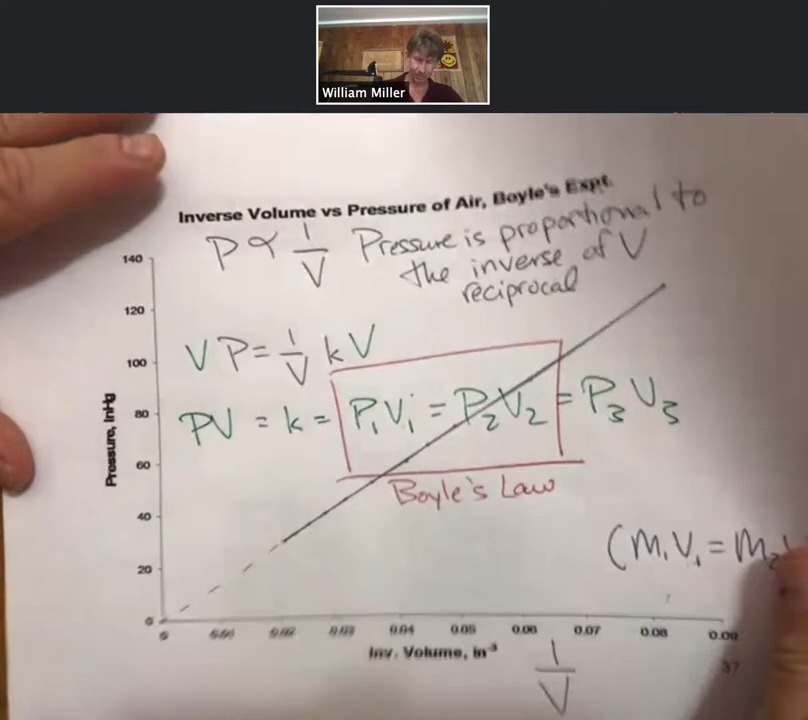 William Miller
Inverse Volume vs Pressure of Air, Boyle's Expt.
P ∝ 1/V Pressure is proportional to
the inverse of V
reciprocal
V P = 1/V k V
PV = k = P₁V₁ = P₂V₂ = P₃V₃
Boyle's Law
(M₁V₁ = M₂
Pressure, InHg
140
120
100
80
60
40
20
0
0 0.01 0.02 0.03 0.04 0.05 0.06 0.07 0.08 0.09
Inv. Volume, in⁻³
1/V
37